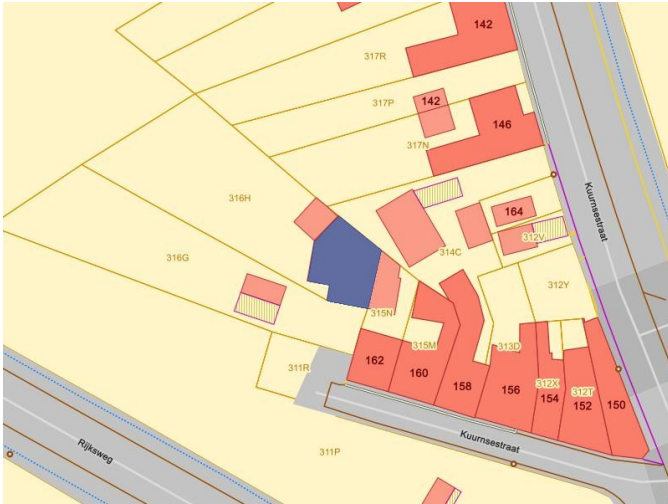 142
317R
142
317P
146
317N
Kuurnsestraat
316H
164
312V
314C
316G
312Y
315N
315M
313D
311R
162
160
158
156
312X
154
312T
152
150
Kuurnsestraat
Rijksweg
311P